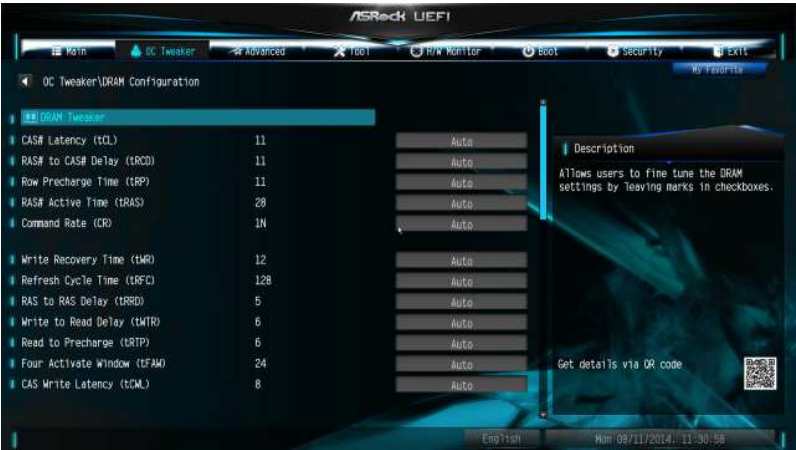 ASRock UEFI
Main OC Tweaker Advanced Tool H/W Monitor Boot Security Exit
My Favorite
OC Tweaker\DRAM Configuration
DRAM Tweaker
CAS# Latency (tCL) 11 Auto
RAS# to CAS# Delay (tRCD) 11 Auto
Row Precharge Time (tRP) 11 Auto
RAS# Active Time (tRAS) 28 Auto
Command Rate (CR) 1N Auto
Write Recovery Time (tWR) 12 Auto
Refresh Cycle Time (tRFC) 128 Auto
RAS to RAS Delay (tRRD) 5 Auto
Write to Read Delay (tWTR) 6 Auto
Read to Precharge (tRTP) 6 Auto
Four Activate Window (tFAW) 24 Auto
CAS Write Latency (tCWL) 8 Auto
Description
Allows users to fine tune the DRAM
settings by leaving marks in checkboxes.
Get details via QR code
English
Mon 08/11/2014. 11:30:58